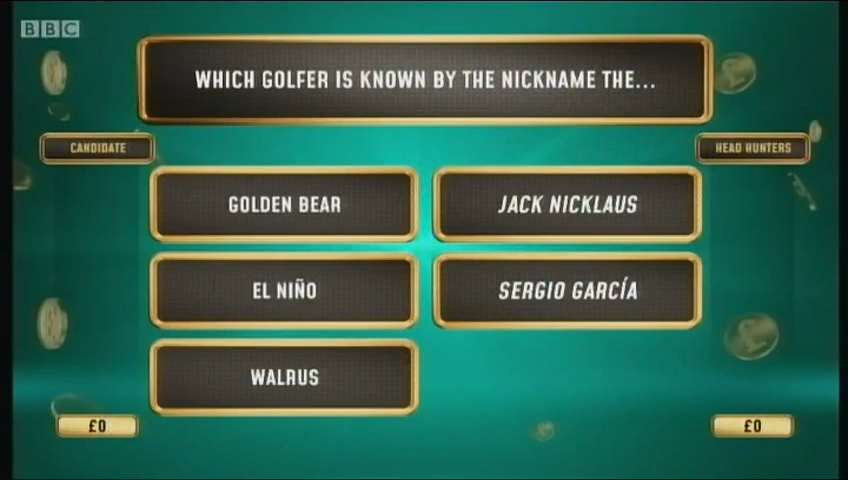 BBC
WHICH GOLFER IS KNOWN BY THE NICKNAME THE...
CANDIDATE
HEAD HUNTERS
GOLDEN BEAR
JACK NICKLAUS
EL NIÑO
SERGIO GARCÍA
WALRUS
£0
£0